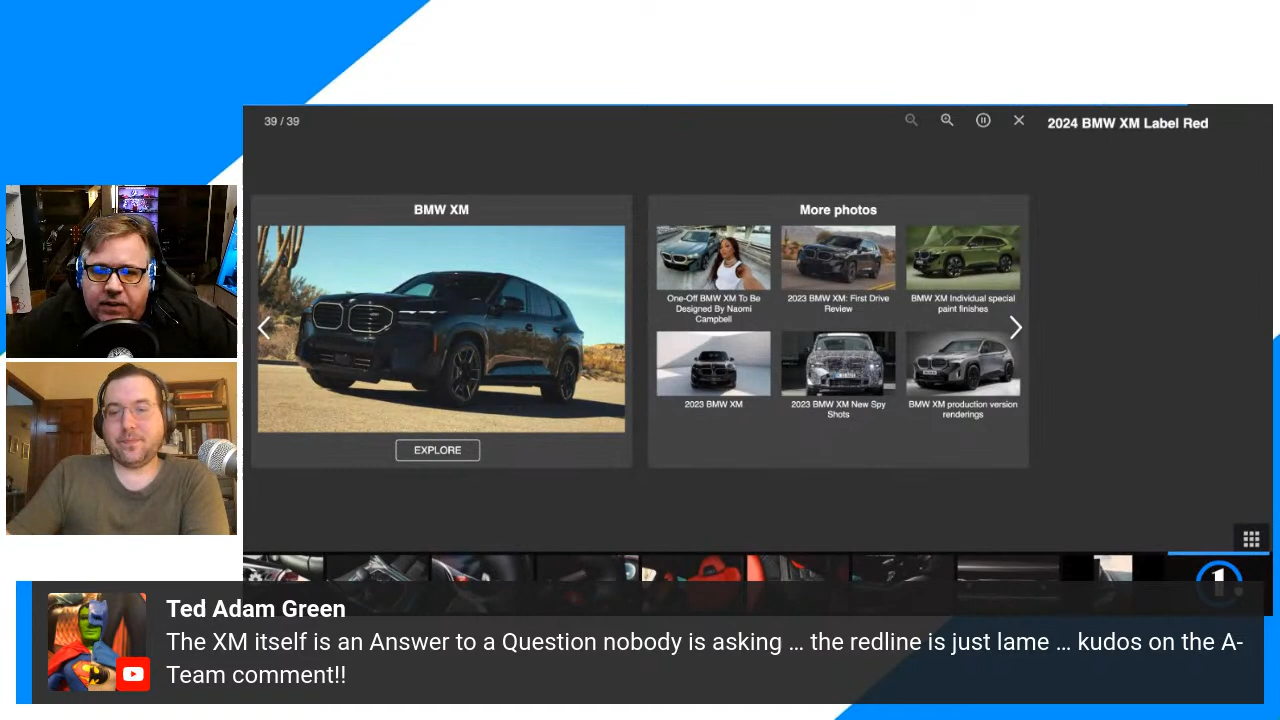 39 / 39
2024 BMW XM Label Red
BMW XM
EXPLORE
More photos
One-Off BMW XM To Be
Designed By Naomi
Campbell
2023 BMW XM: First Drive
Review
BMW XM Individual special
paint finishes
2023 BMW XM
2023 BMW XM New Spy
Shots
BMW XM production version
renderings
1.
Ted Adam Green
The XM itself is an Answer to a Question nobody is asking ... the redline is just lame ... kudos on the A-
Team comment!!